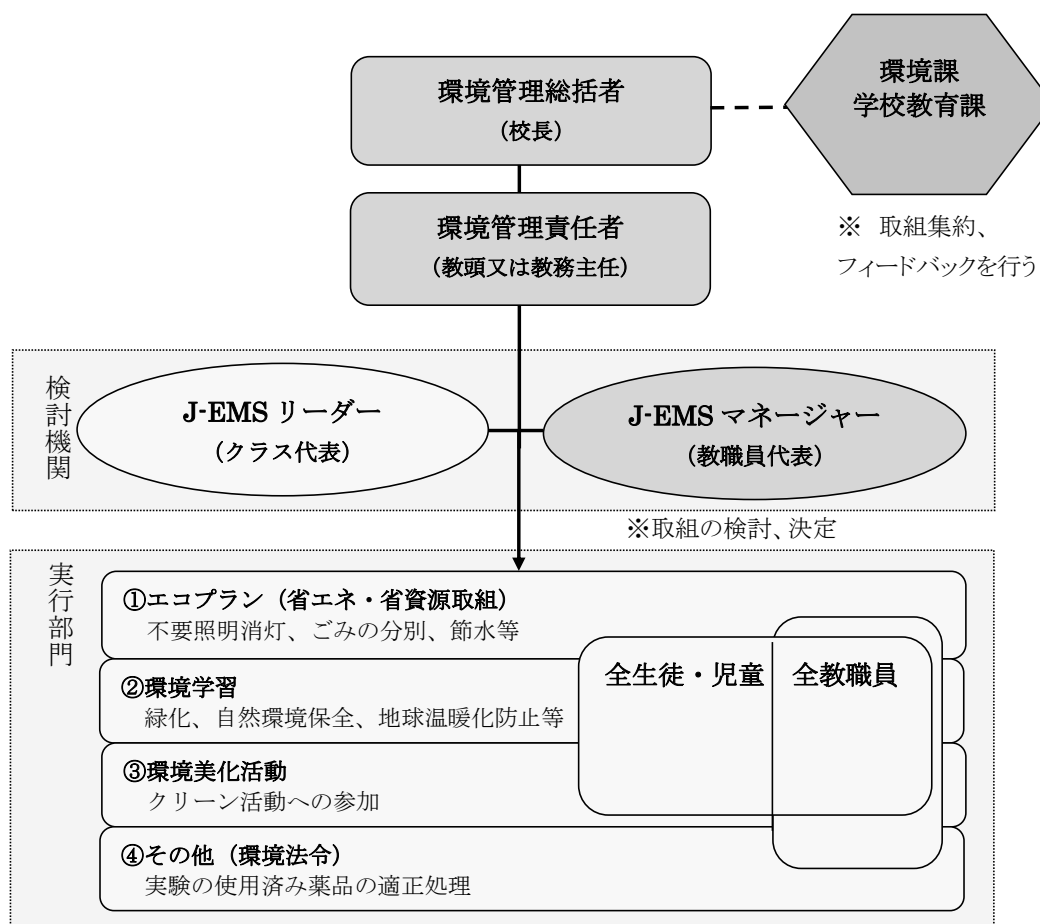 環境管理総括者
（校長）
環境課
学校教育課
環境管理責任者
（教頭又は教務主任）
※　取組集約、
フィードバックを行う
検討機関
J-EMS リーダー
（クラス代表）
J-EMS マネージャー
（教職員代表）
※取組の検討、決定
実行部門
①エコプラン（省エネ・省資源取組）
不要照明消灯、ごみの分別、節水等
全生徒・児童
全教職員
②環境学習
緑化、自然環境保全、地球温暖化防止等
③環境美化活動
クリーン活動への参加
④その他（環境法令）
実験の使用済み薬品の適正処理